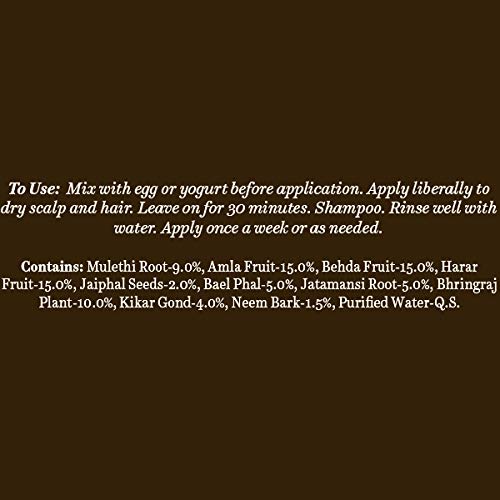 To Use: Mix with egg or yogurt before application. Apply liberally to
dry scalp and hair. Leave on for 30 minutes. Shampoo. Rinse well with
water. Apply once a week or as needed.
Contains: Mulethi Root-9.0%, Amla Fruit-15.0%, Behda Fruit-15.0%, Harar
Fruit-15.0%, Jaiphal Seeds-2.0%, Bael Phal-5.0%, Jatamansi Root-5.0%, Bhringraj
Plant-10.0%, Kikar Gond-4.0%, Neem Bark-1.5%, Purified Water-Q.S.